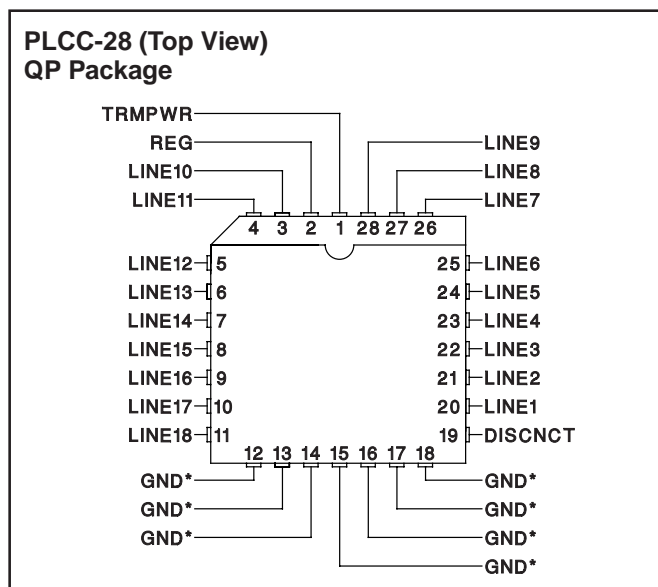 PLCC-28 (Top View)
QP Package
TRMPWR
REG LINE9
LINE10 LINE8
LINE11 LINE7
4 3 2 1 28 27 26
LINE12 5 25 LINE6
LINE13 6 24 LINE5
LINE14 7 23 LINE4
LINE15 8 22 LINE3
LINE16 9 21 LINE2
LINE17 10 20 LINE1
LINE18 11 19 DISCNCT
12 13 14 15 16 17 18
GND* GND*
GND* GND*
GND* GND*
GND*